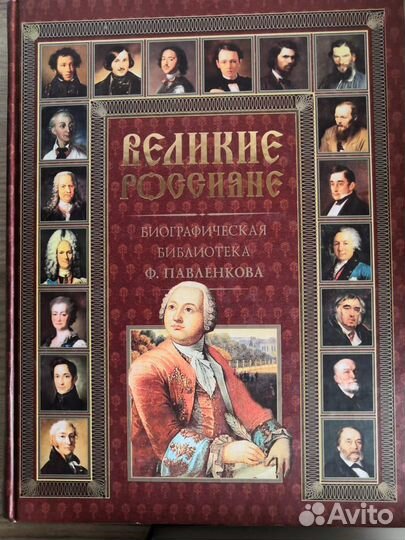 ВЕЛИКИЕ
РОССИЯНЕ
БИОГРАФИЧЕСКАЯ
БИБЛИОТЕКА
Ф. ПАВЛЕНКОВА
Avito